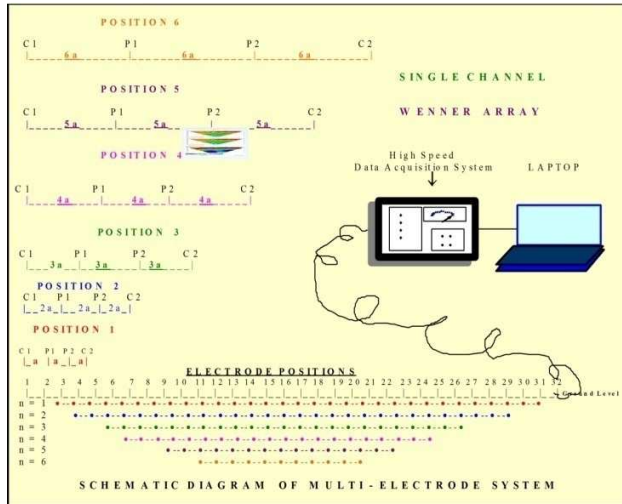 POSITION 6
C1 P1 P2 C2
6a 6a 6a
SINGLE CHANNEL
POSITION 5
C1 P1 P2 C2
5a 5a 5a
WENNER ARRAY
POSITION 4
High Speed
Data Acquisition System
LAPTOP
C1 P1 P2 C2
4a 4a 4a
POSITION 3
C1 P1 P2 C2
3a 3a 3a
POSITION 2
C1 P1 P2 C2
2a 2a 2a
POSITION 1
C1 P1 P2 C2
a a a
ELECTRODE POSITIONS
1 2 3 4 5 6 7 8 9 10 11 12 13 14 15 16 17 18 19 20 21 22 23 24 25 26 27 28 29 30 31 32
Ground Level
n = 1
n = 2
n = 3
n = 4
n = 5
n = 6
SCHEMATIC DIAGRAM OF MULTI-ELECTRODE SYSTEM